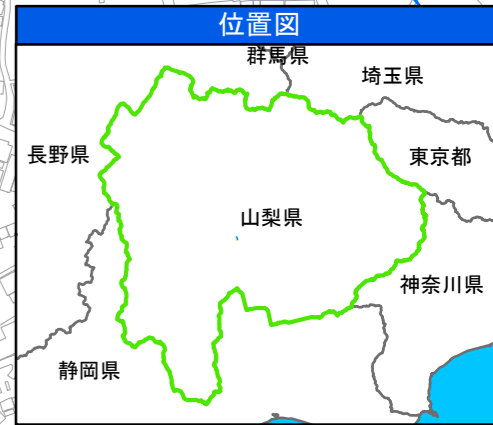 位置図
群馬県
埼玉県
長野県
東京都
山梨県
神奈川県
静岡県